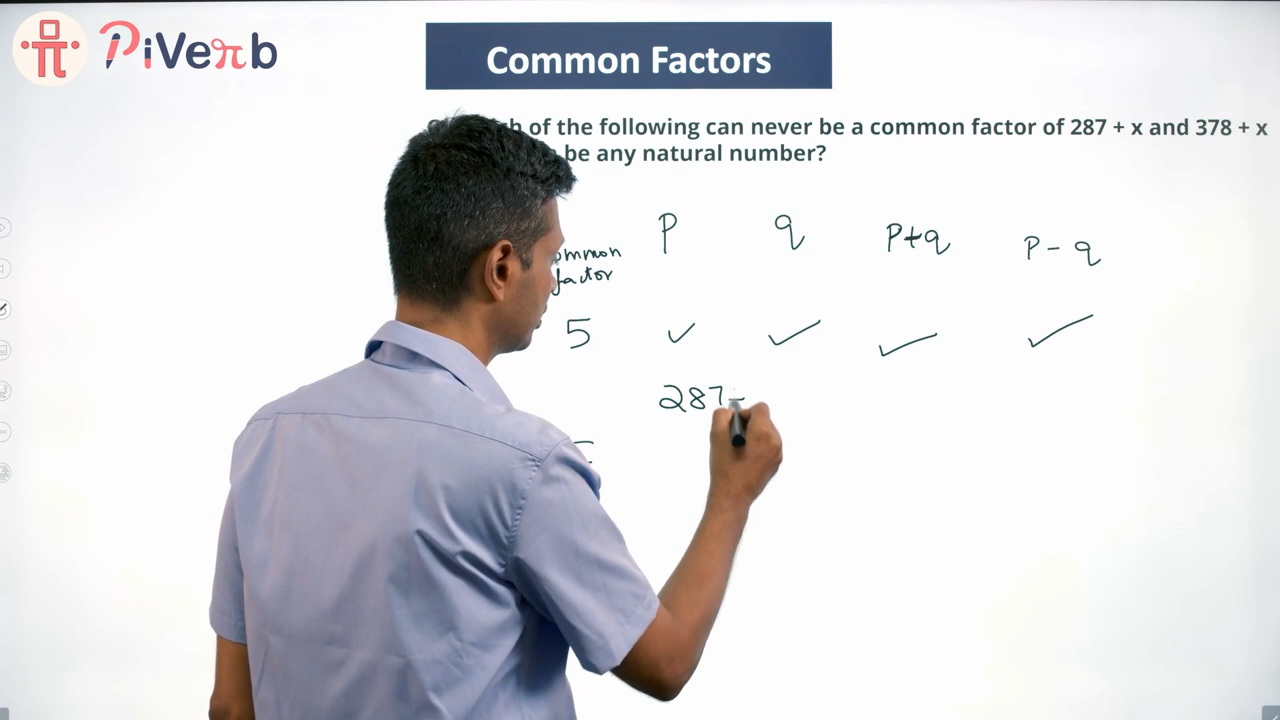 PiVerb
Common Factors
of the following can never be a common factor of 287 + x and 378 + x
be any natural number?
p q p+q p - q
factor
5
287